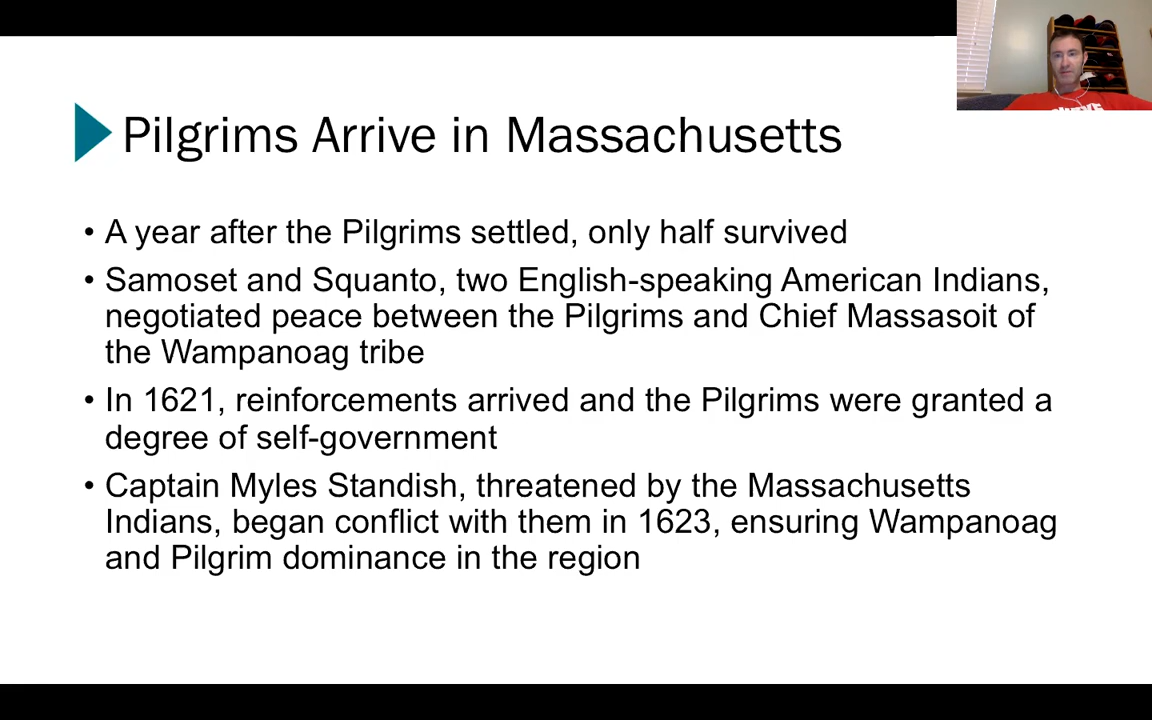 Pilgrims Arrive in Massachusetts
• A year after the Pilgrims settled, only half survived
• Samoset and Squanto, two English-speaking American Indians,
negotiated peace between the Pilgrims and Chief Massasoit of
the Wampanoag tribe
• In 1621, reinforcements arrived and the Pilgrims were granted a
degree of self-government
• Captain Myles Standish, threatened by the Massachusetts
Indians, began conflict with them in 1623, ensuring Wampanoag
and Pilgrim dominance in the region